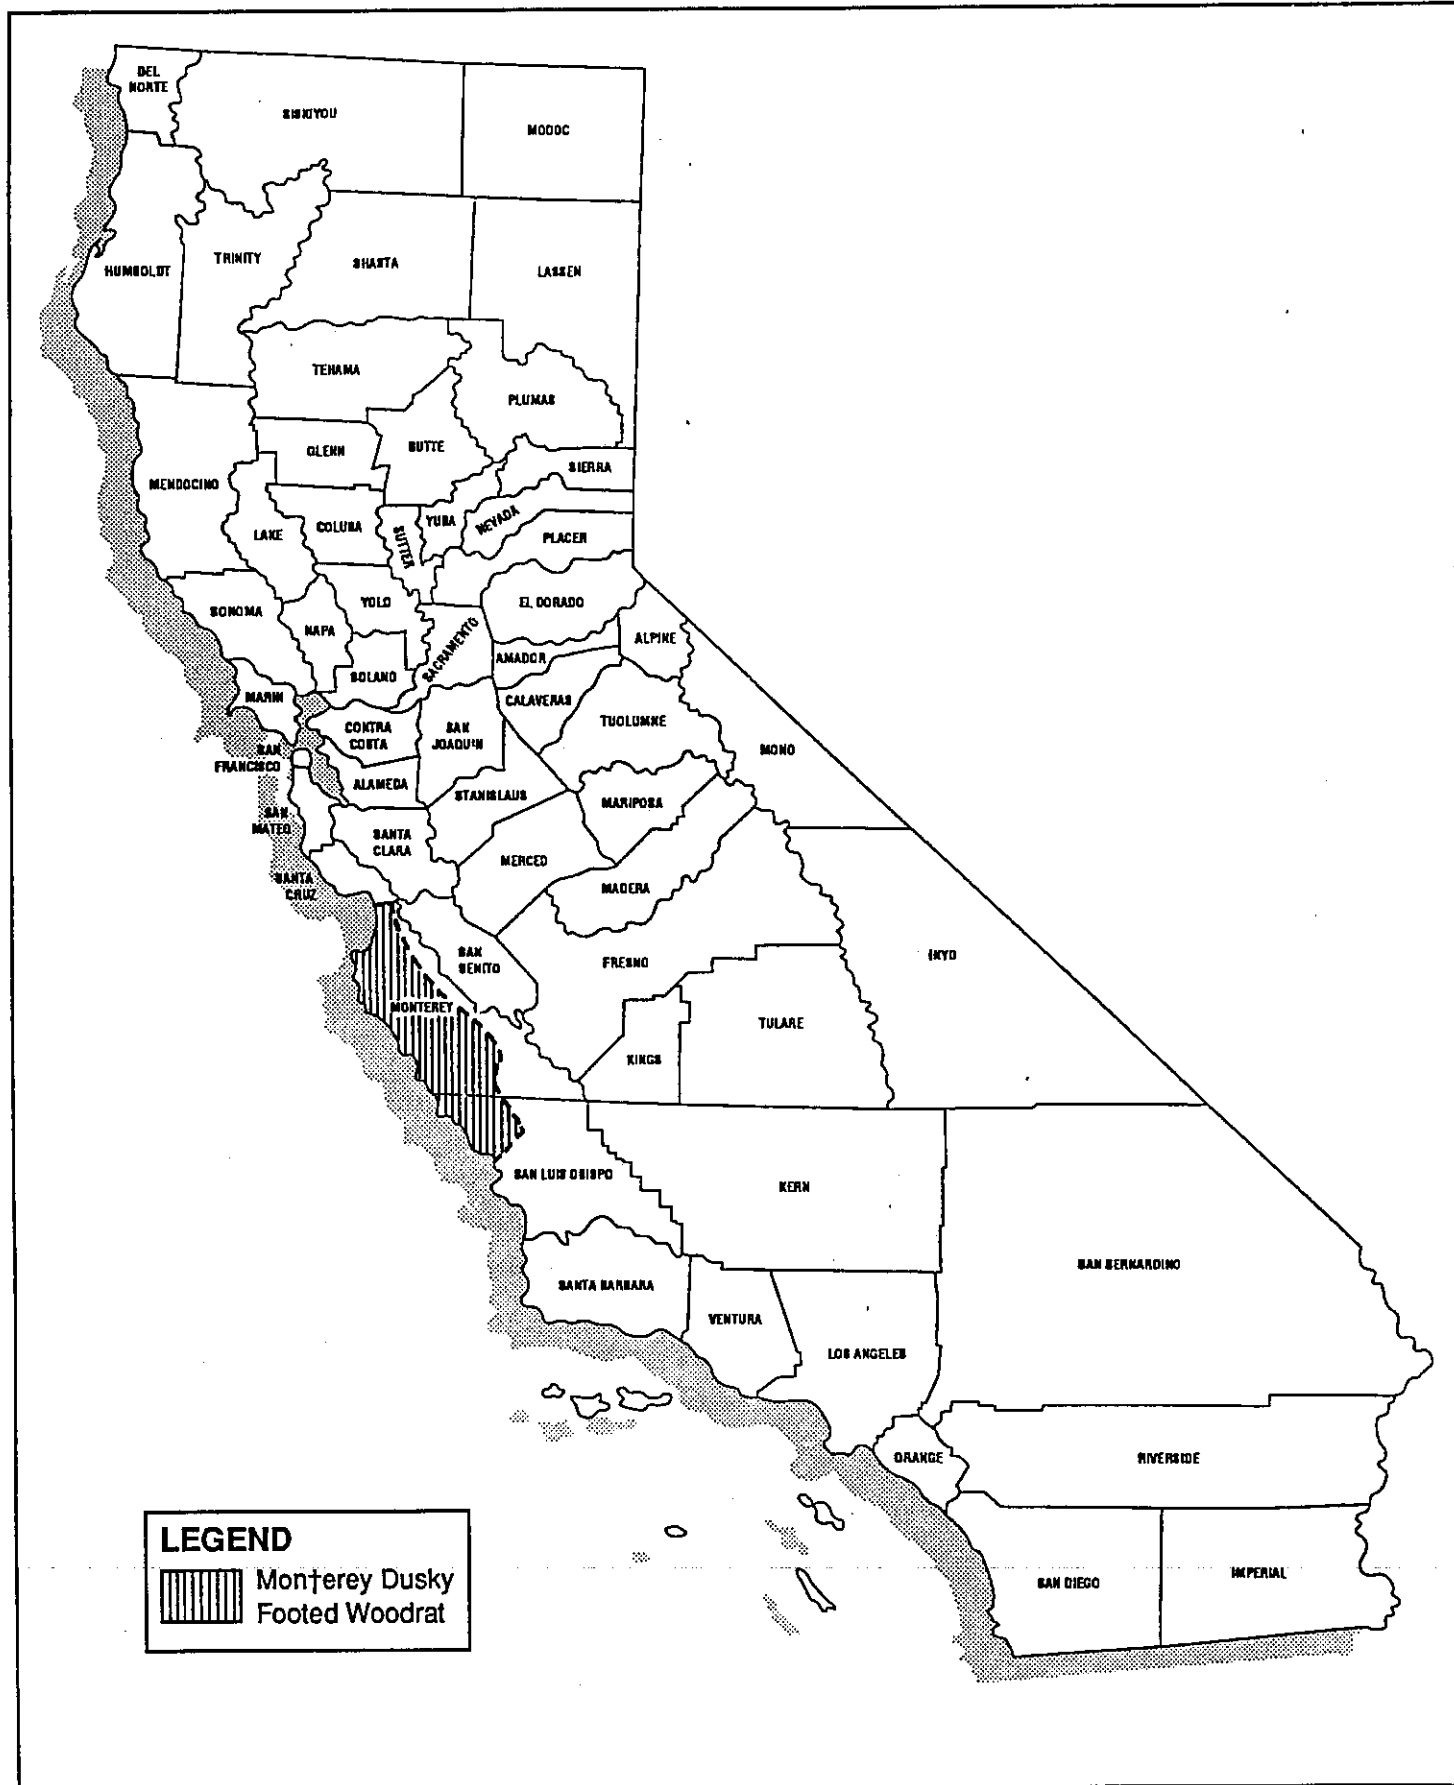 DEL
NORTE
SISKIYOU
MODOC
HUMBOLDT
TRINITY
SHASTA
LASSEN
TEHAMA
PLUMAS
GLENN
BUTTE
SIERRA
MENDOCINO
LAKE
COLUSA
SUTTER
YUBA
NEVADA
PLACER
SONOMA
NAPA
YOLO
EL DORADO
SACRAMENTO
ALPINE
AMADOR
SOLANO
MARIN
CALAVERAS
TUOLUMNE
CONTRA
COSTA
SAN
JOAQUIN
MONO
SAN
FRANCISCO
ALAMEDA
STANISLAUS
MARIPOSA
SAN
MATEO
SANTA
CLARA
MERCED
MADERA
SANTA
CRUZ
SAN
BENITO
FRESNO
INYO
MONTEREY
KINGS
TULARE
SAN LUIS OBISPO
KERN
SAN BERNARDINO
SANTA BARBARA
VENTURA
LOS ANGELES
ORANGE
RIVERSIDE
SAN DIEGO
IMPERIAL
LEGEND
Monterey Dusky
Footed Woodrat